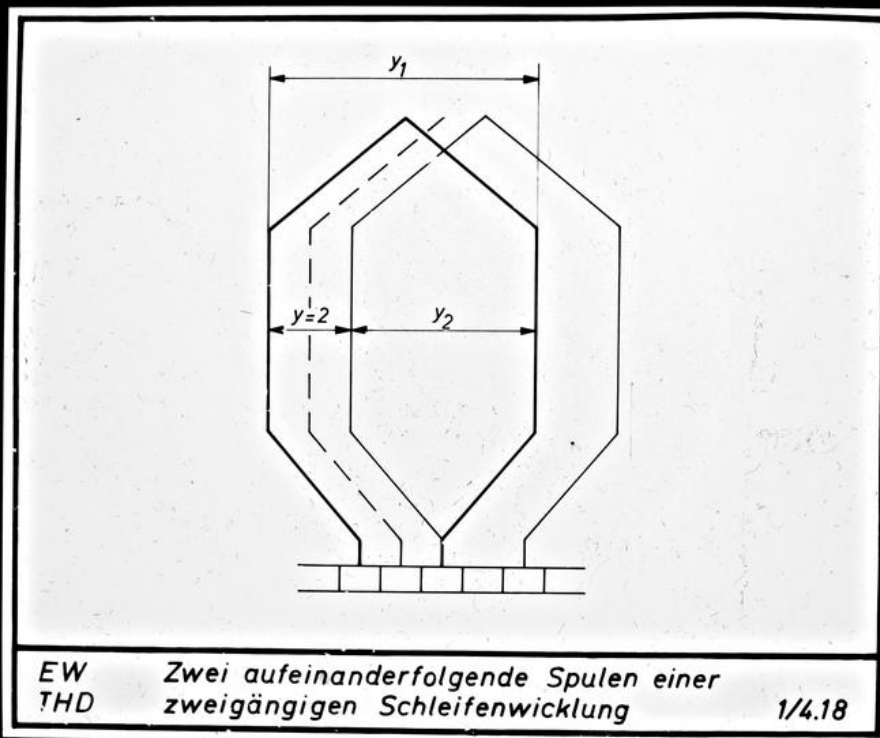 y1
y=2
y2
EW Zwei aufeinanderfolgende Spulen einer
THD zweigängigen Schleifenwicklung 1/4.18